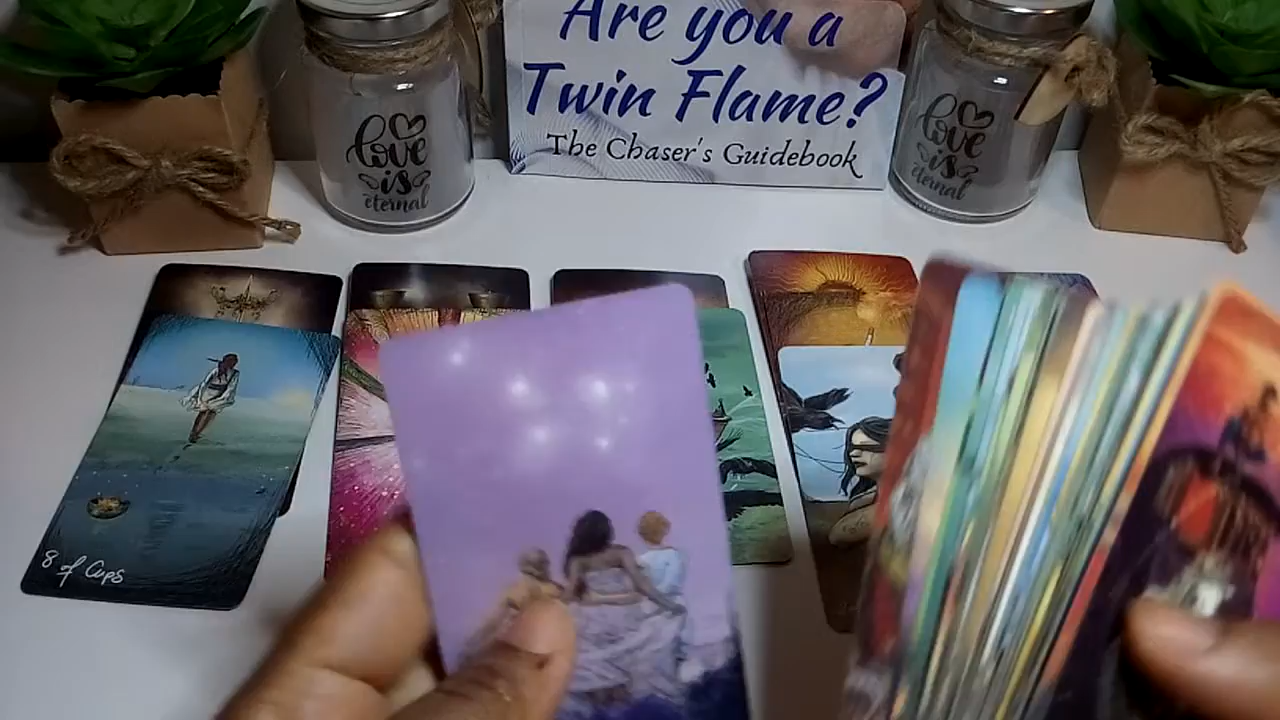 Are you a
Twin Flame?
The Chaser's Guidebook
love
is
eternal
love
is
eternal
8 of Cups